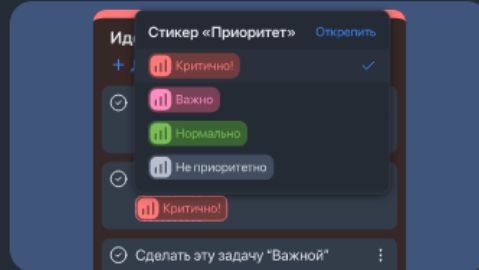 Стикер «Приоритет» Открепить
Критично!
Важно
Нормально
Не приоритетно
Критично!
Сделать эту задачу “Важной”